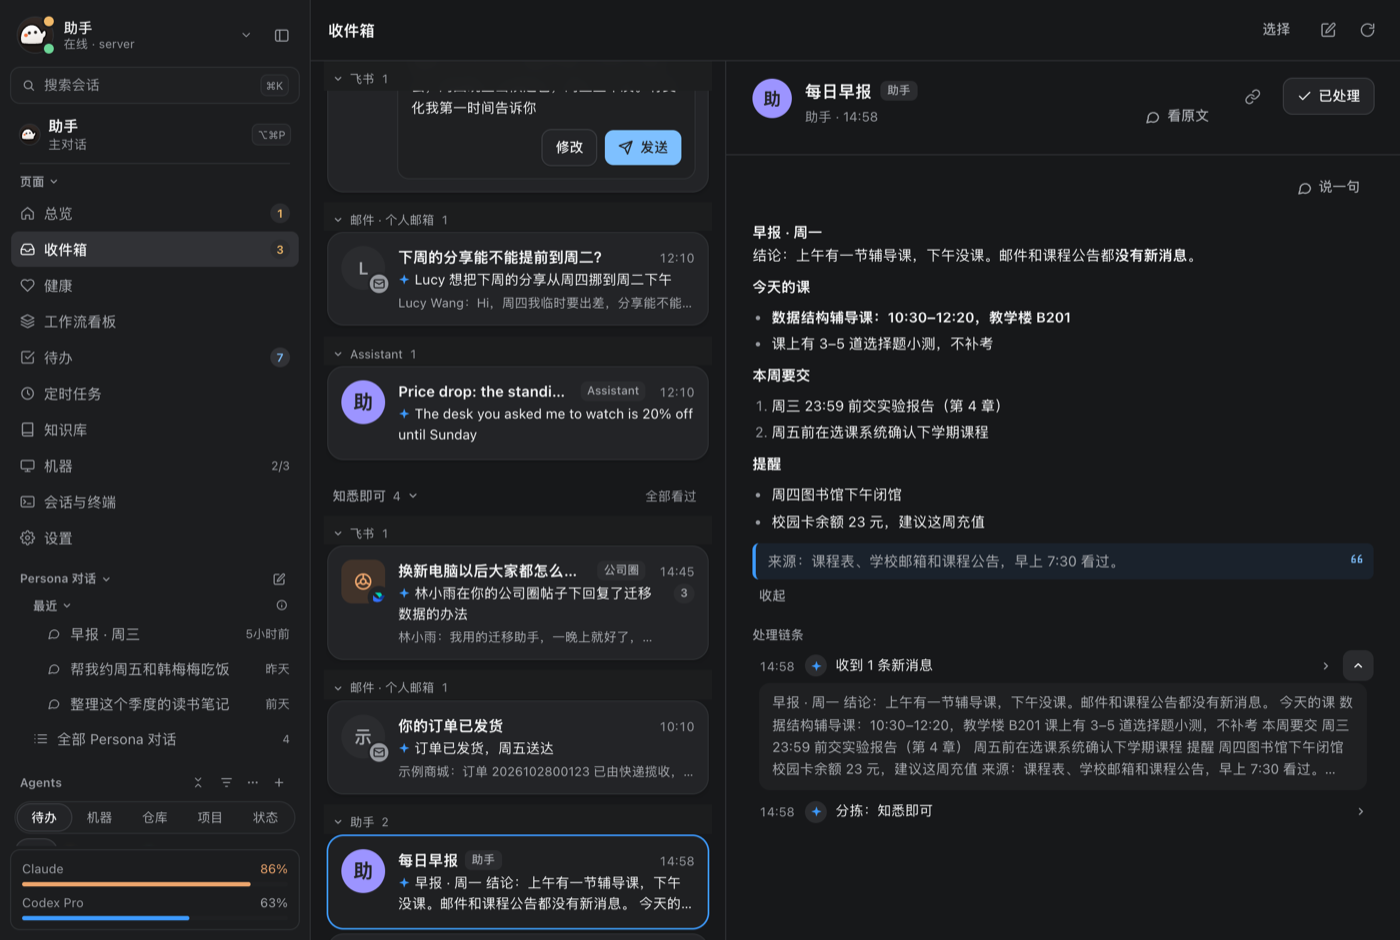 助手
在线 · server
搜索会话
⌘K
助手
主对话
⌥⌘P
页面
总览
1
收件箱
3
健康
工作流看板
待办
7
定时任务
知识库
机器
2/3
会话与终端
设置
Persona 对话
最近
早报 · 周三
5小时前
帮我约周五和韩梅梅吃饭
昨天
整理这个季度的读书笔记
前天
全部 Persona 对话
4
Agents
待办
机器
仓库
项目
状态
Claude
86%
Codex Pro
63%
收件箱
选择
飞书 1
化我第一时间告诉你
修改
发送
邮件 · 个人邮箱 1
L
下周的分享能不能提前到周二?
12:10
Lucy 想把下周的分享从周四挪到周二下午
Lucy Wang：Hi，周四我临时要出差，分享能不能...
Assistant 1
助
Price drop: the standi...
Assistant
12:10
The desk you asked me to watch is 20% off
until Sunday
知悉即可 4
全部看过
飞书 1
换新电脑以后大家都怎么...
公司圈
14:45
林小雨在你的公司圈帖子下回复了迁移
数据的办法
3
林小雨：我用的迁移助手，一晚上就好了，...
邮件 · 个人邮箱 1
示
你的订单已发货
10:10
订单已发货，周五送达
示例商城：订单 2026102800123 已由快递揽收，...
助手 2
助
每日早报
助手
14:58
早报 · 周一 结论：上午有一节辅导课，下午
没课。邮件和课程公告都没有新消息。 今天的...
助
每日早报
助手
助手 · 14:58
看原文
已处理
说一句
早报 · 周一
结论：上午有一节辅导课，下午没课。邮件和课程公告都没有新消息。
今天的课
• 数据结构辅导课：10:30–12:20，教学楼 B201
• 课上有 3–5 道选择题小测，不补考
本周要交
1. 周三 23:59 前交实验报告（第 4 章）
2. 周五前在选课系统确认下学期课程
提醒
• 周四图书馆下午闭馆
• 校园卡余额 23 元，建议这周充值
来源：课程表、学校邮箱和课程公告，早上 7:30 看过。
收起
处理链条
14:58
收到 1 条新消息
早报 · 周一 结论：上午有一节辅导课，下午没课。邮件和课程公告都没有新消息。 今天的课 数
据结构辅导课：10:30–12:20，教学楼 B201 课上有 3–5 道选择题小测，不补考 本周要交 周三
23:59 前交实验报告（第 4 章） 周五前在选课系统确认下学期课程 提醒 周四图书馆下午闭馆
校园卡余额 23 元，建议这周充值 来源：课程表、学校邮箱和课程公告，早上 7:30 看过。...
14:58
分拣：知悉即可